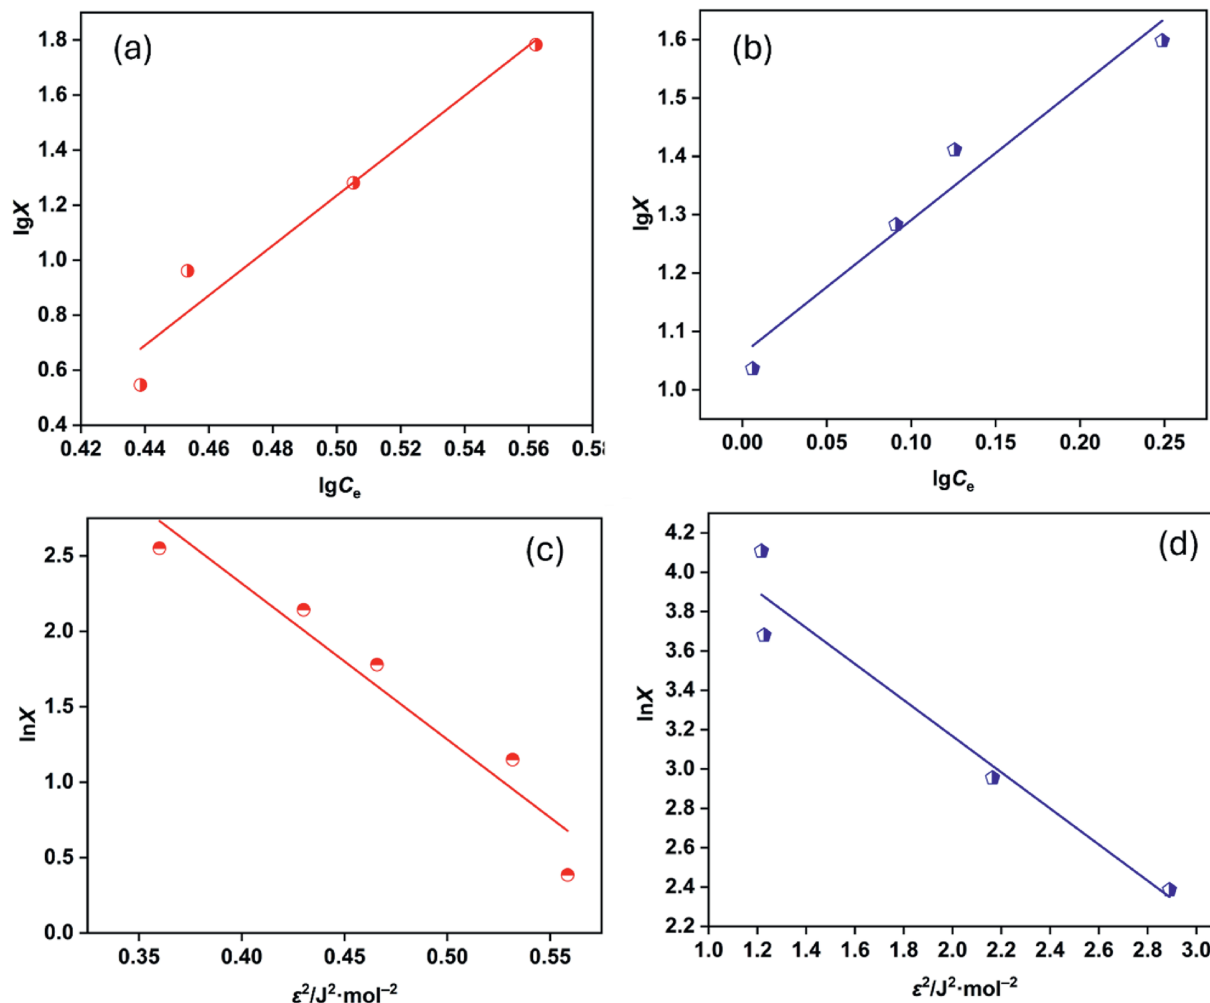 (a)
1.8
1.6
1.4
1.2
1.0
0.8
0.6
0.4
lgX
0.42 0.44 0.46 0.48 0.50 0.52 0.54 0.56 0.58
lgCₑ
(b)
1.6
1.5
1.4
1.3
1.2
1.1
1.0
lgX
0.00 0.05 0.10 0.15 0.20 0.25
lgCₑ
(c)
2.5
2.0
1.5
1.0
0.5
0.0
lnX
0.35 0.40 0.45 0.50 0.55
ε²/J²·mol⁻²
(d)
4.2
4.0
3.8
3.6
3.4
3.2
3.0
2.8
2.6
2.4
2.2
lnX
1.0 1.2 1.4 1.6 1.8 2.0 2.2 2.4 2.6 2.8 3.0
ε²/J²·mol⁻²